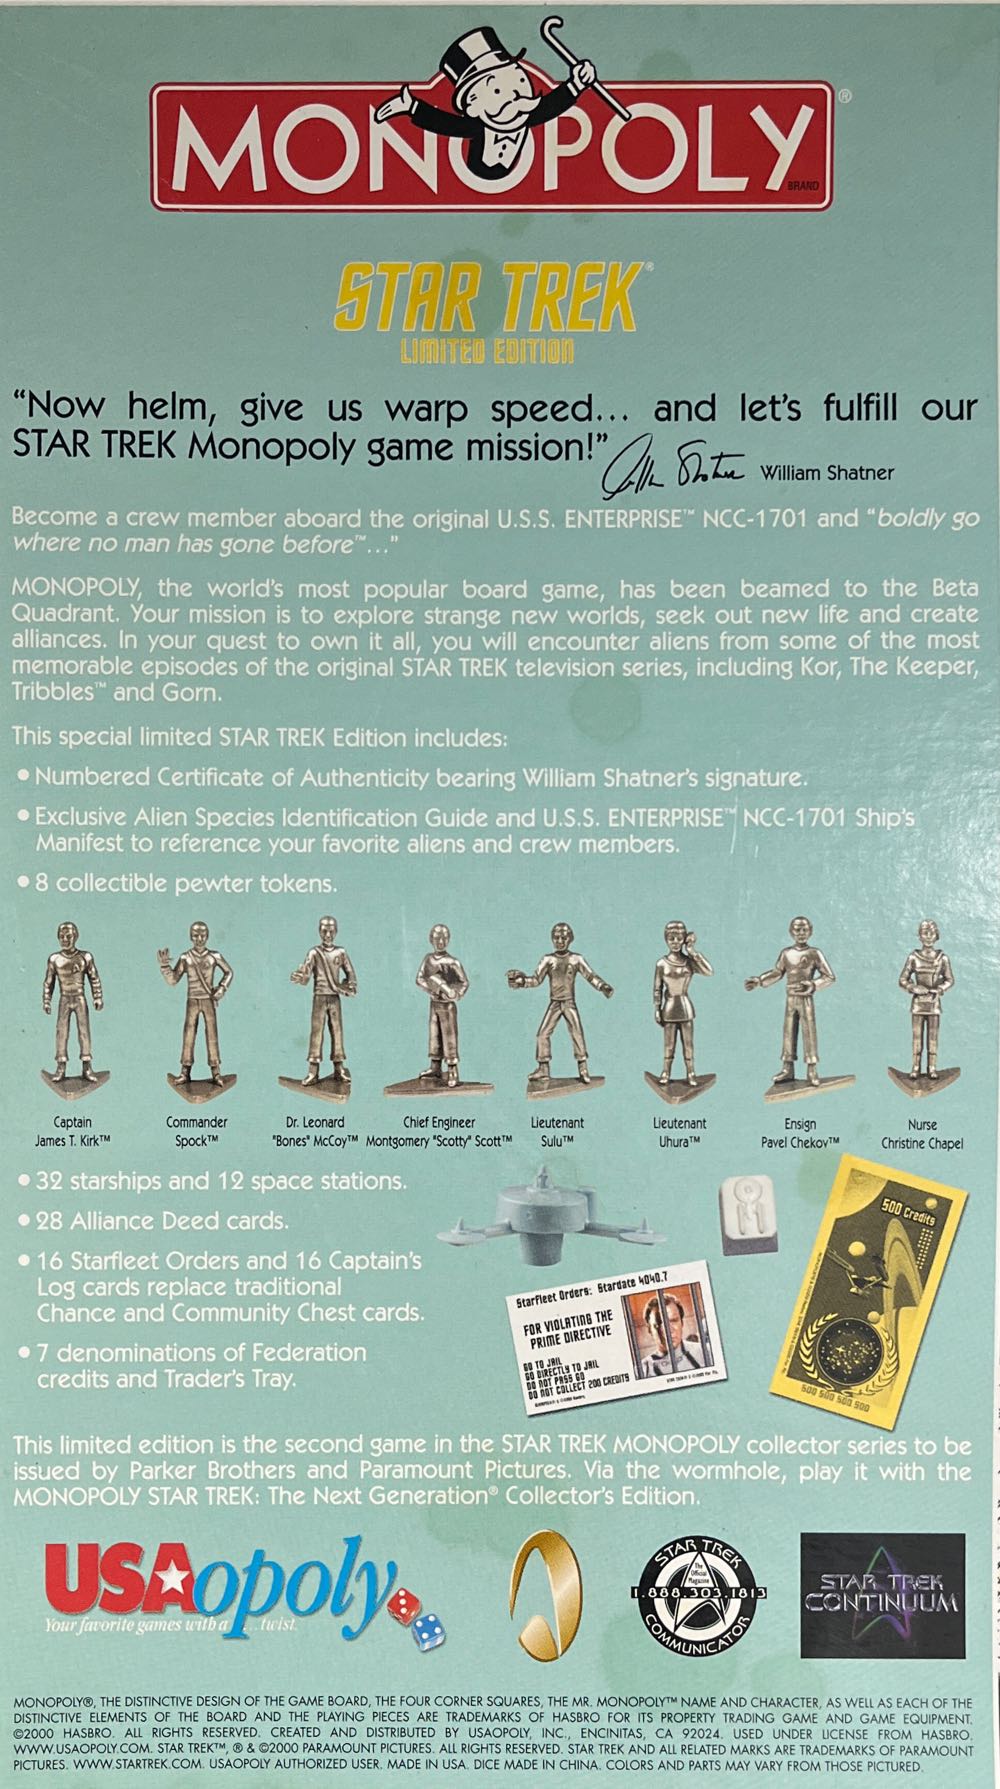 MONOPOLY®
BRAND
STAR TREK®
LIMITED EDITION
“Now helm, give us warp speed... and let's fulfill our
STAR TREK Monopoly game mission!”
William Shatner
Become a crew member aboard the original U.S.S. ENTERPRISE™ NCC-1701 and “boldly go
where no man has gone before™...”
MONOPOLY, the world's most popular board game, has been beamed to the Beta
Quadrant. Your mission is to explore strange new worlds, seek out new life and create
alliances. In your quest to own it all, you will encounter aliens from some of the most
memorable episodes of the original STAR TREK television series, including Kor, The Keeper,
Tribbles™ and Gorn.
This special limited STAR TREK Edition includes:
• Numbered Certificate of Authenticity bearing William Shatner's signature.
• Exclusive Alien Species Identification Guide and U.S.S. ENTERPRISE™ NCC-1701 Ship's
Manifest to reference your favorite aliens and crew members.
• 8 collectible pewter tokens.
Captain
James T. Kirk™
Commander
Spock™
Dr. Leonard
"Bones" McCoy™
Chief Engineer
Montgomery "Scotty" Scott™
Lieutenant
Sulu™
Lieutenant
Uhura™
Ensign
Pavel Chekov™
Nurse
Christine Chapel
• 32 starships and 12 space stations.
• 28 Alliance Deed cards.
• 16 Starfleet Orders and 16 Captain's
Log cards replace traditional
Chance and Community Chest cards.
• 7 denominations of Federation
credits and Trader's Tray.
Starfleet Orders: Stardate 4040.7
FOR VIOLATING THE
PRIME DIRECTIVE
GO TO JAIL
GO DIRECTLY TO JAIL
DO NOT PASS GO
DO NOT COLLECT 200 CREDITS
500 Credits
500 500 500 500
This limited edition is the second game in the STAR TREK MONOPOLY collector series to be
issued by Parker Brothers and Paramount Pictures. Via the wormhole, play it with the
MONOPOLY STAR TREK: The Next Generation® Collector's Edition.
USAopoly
Your favorite games with a ...twist.
STAR TREK
The
Official
Magazine
1.888.303.1813
COMMUNICATOR
STAR TREK
CONTINUUM
MONOPOLY®, THE DISTINCTIVE DESIGN OF THE GAME BOARD, THE FOUR CORNER SQUARES, THE MR. MONOPOLY™ NAME AND CHARACTER, AS WELL AS EACH OF THE
DISTINCTIVE ELEMENTS OF THE BOARD AND THE PLAYING PIECES ARE TRADEMARKS OF HASBRO FOR ITS PROPERTY TRADING GAME AND GAME EQUIPMENT.
©2000 HASBRO. ALL RIGHTS RESERVED. CREATED AND DISTRIBUTED BY USAOPOLY, INC., ENCINITAS, CA 92024. USED UNDER LICENSE FROM HASBRO.
WWW.USAOPOLY.COM. STAR TREK™, ® & ©2000 PARAMOUNT PICTURES. ALL RIGHTS RESERVED. STAR TREK AND ALL RELATED MARKS ARE TRADEMARKS OF PARAMOUNT
PICTURES. WWW.STARTREK.COM. USAOPOLY AUTHORIZED USER. MADE IN USA. DICE MADE IN CHINA. COLORS AND PARTS MAY VARY FROM THOSE PICTURED.